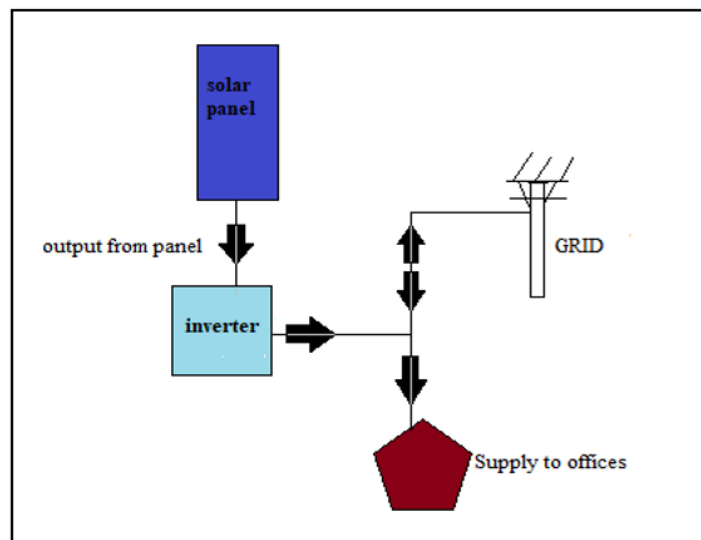 solar
panel
output from panel
GRID
inverter
Supply to offices